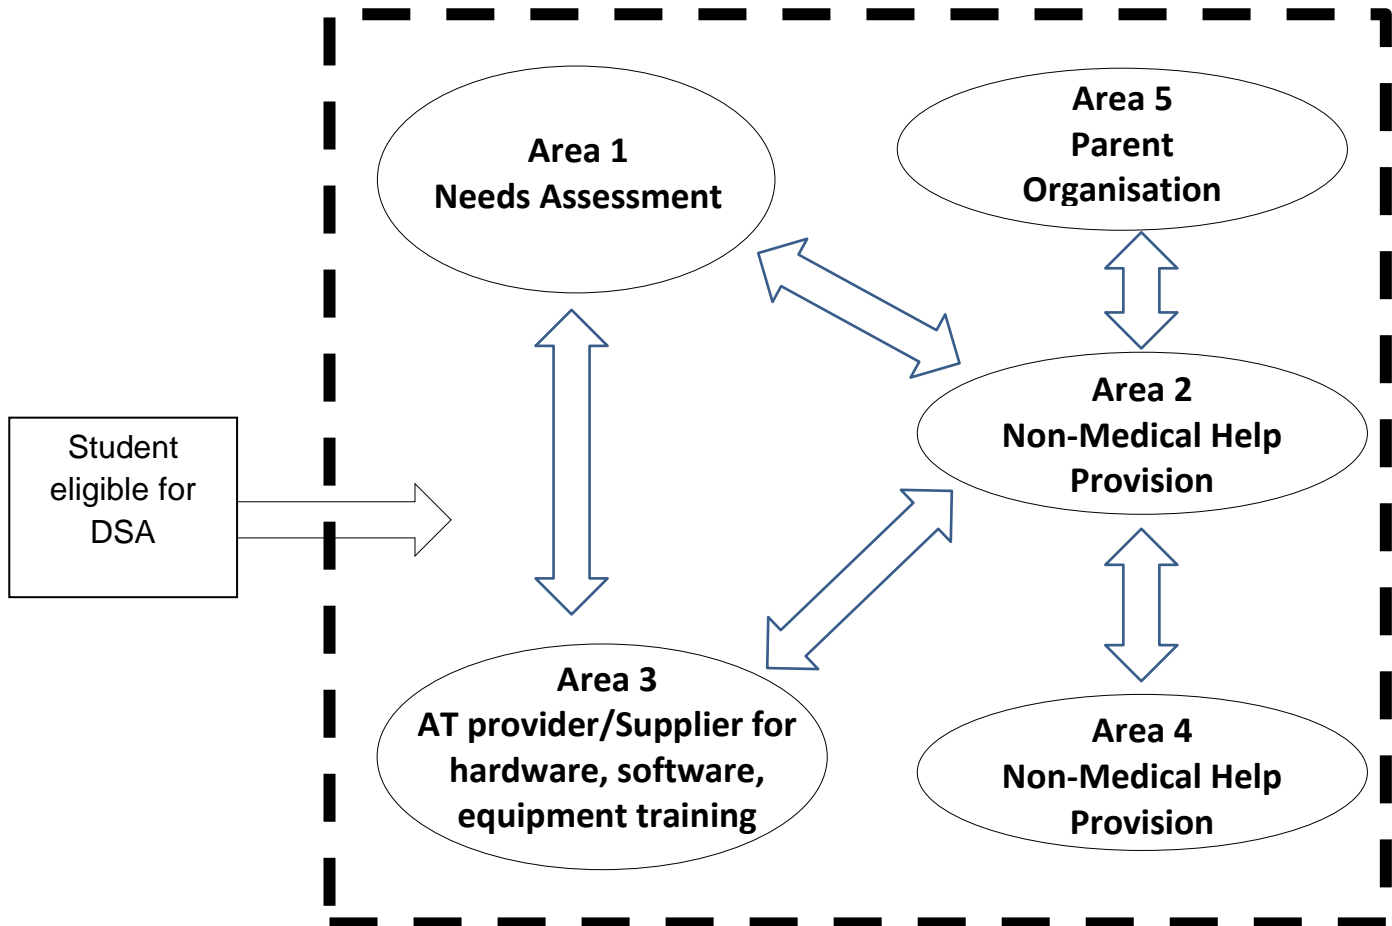 Student
eligible for
DSA
Area 1
Needs Assessment
Area 5
Parent
Organisation
Area 2
Non-Medical Help
Provision
Area 3
AT provider/Supplier for
hardware, software,
equipment training
Area 4
Non-Medical Help
Provision